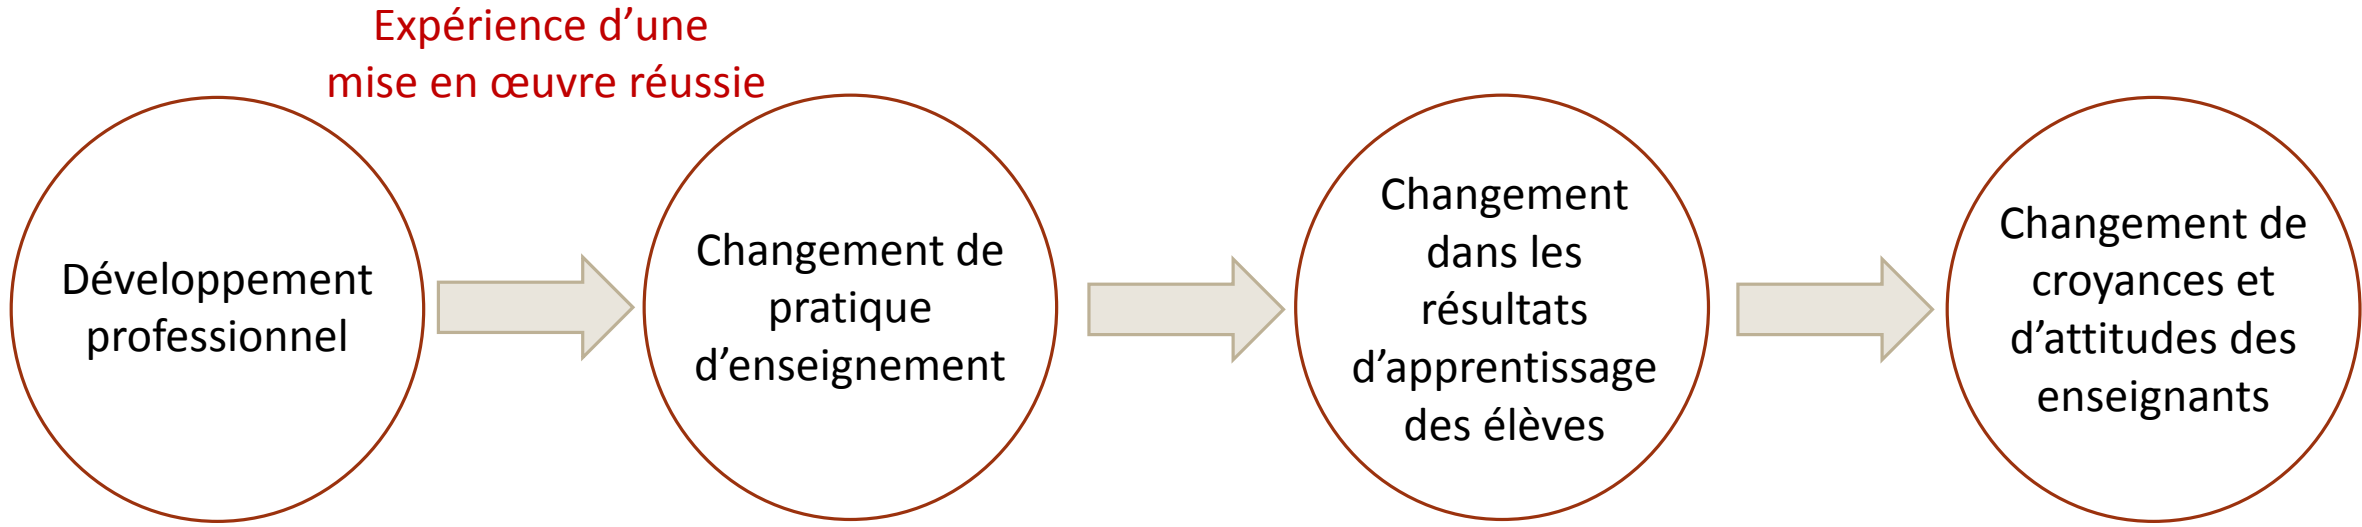 Expérience d’une
mise en œuvre réussie
Développement
professionnel
Changement de
pratique
d’enseignement
Changement
dans les
résultats
d’apprentissage
des élèves
Changement de
croyances et
d’attitudes des
enseignants